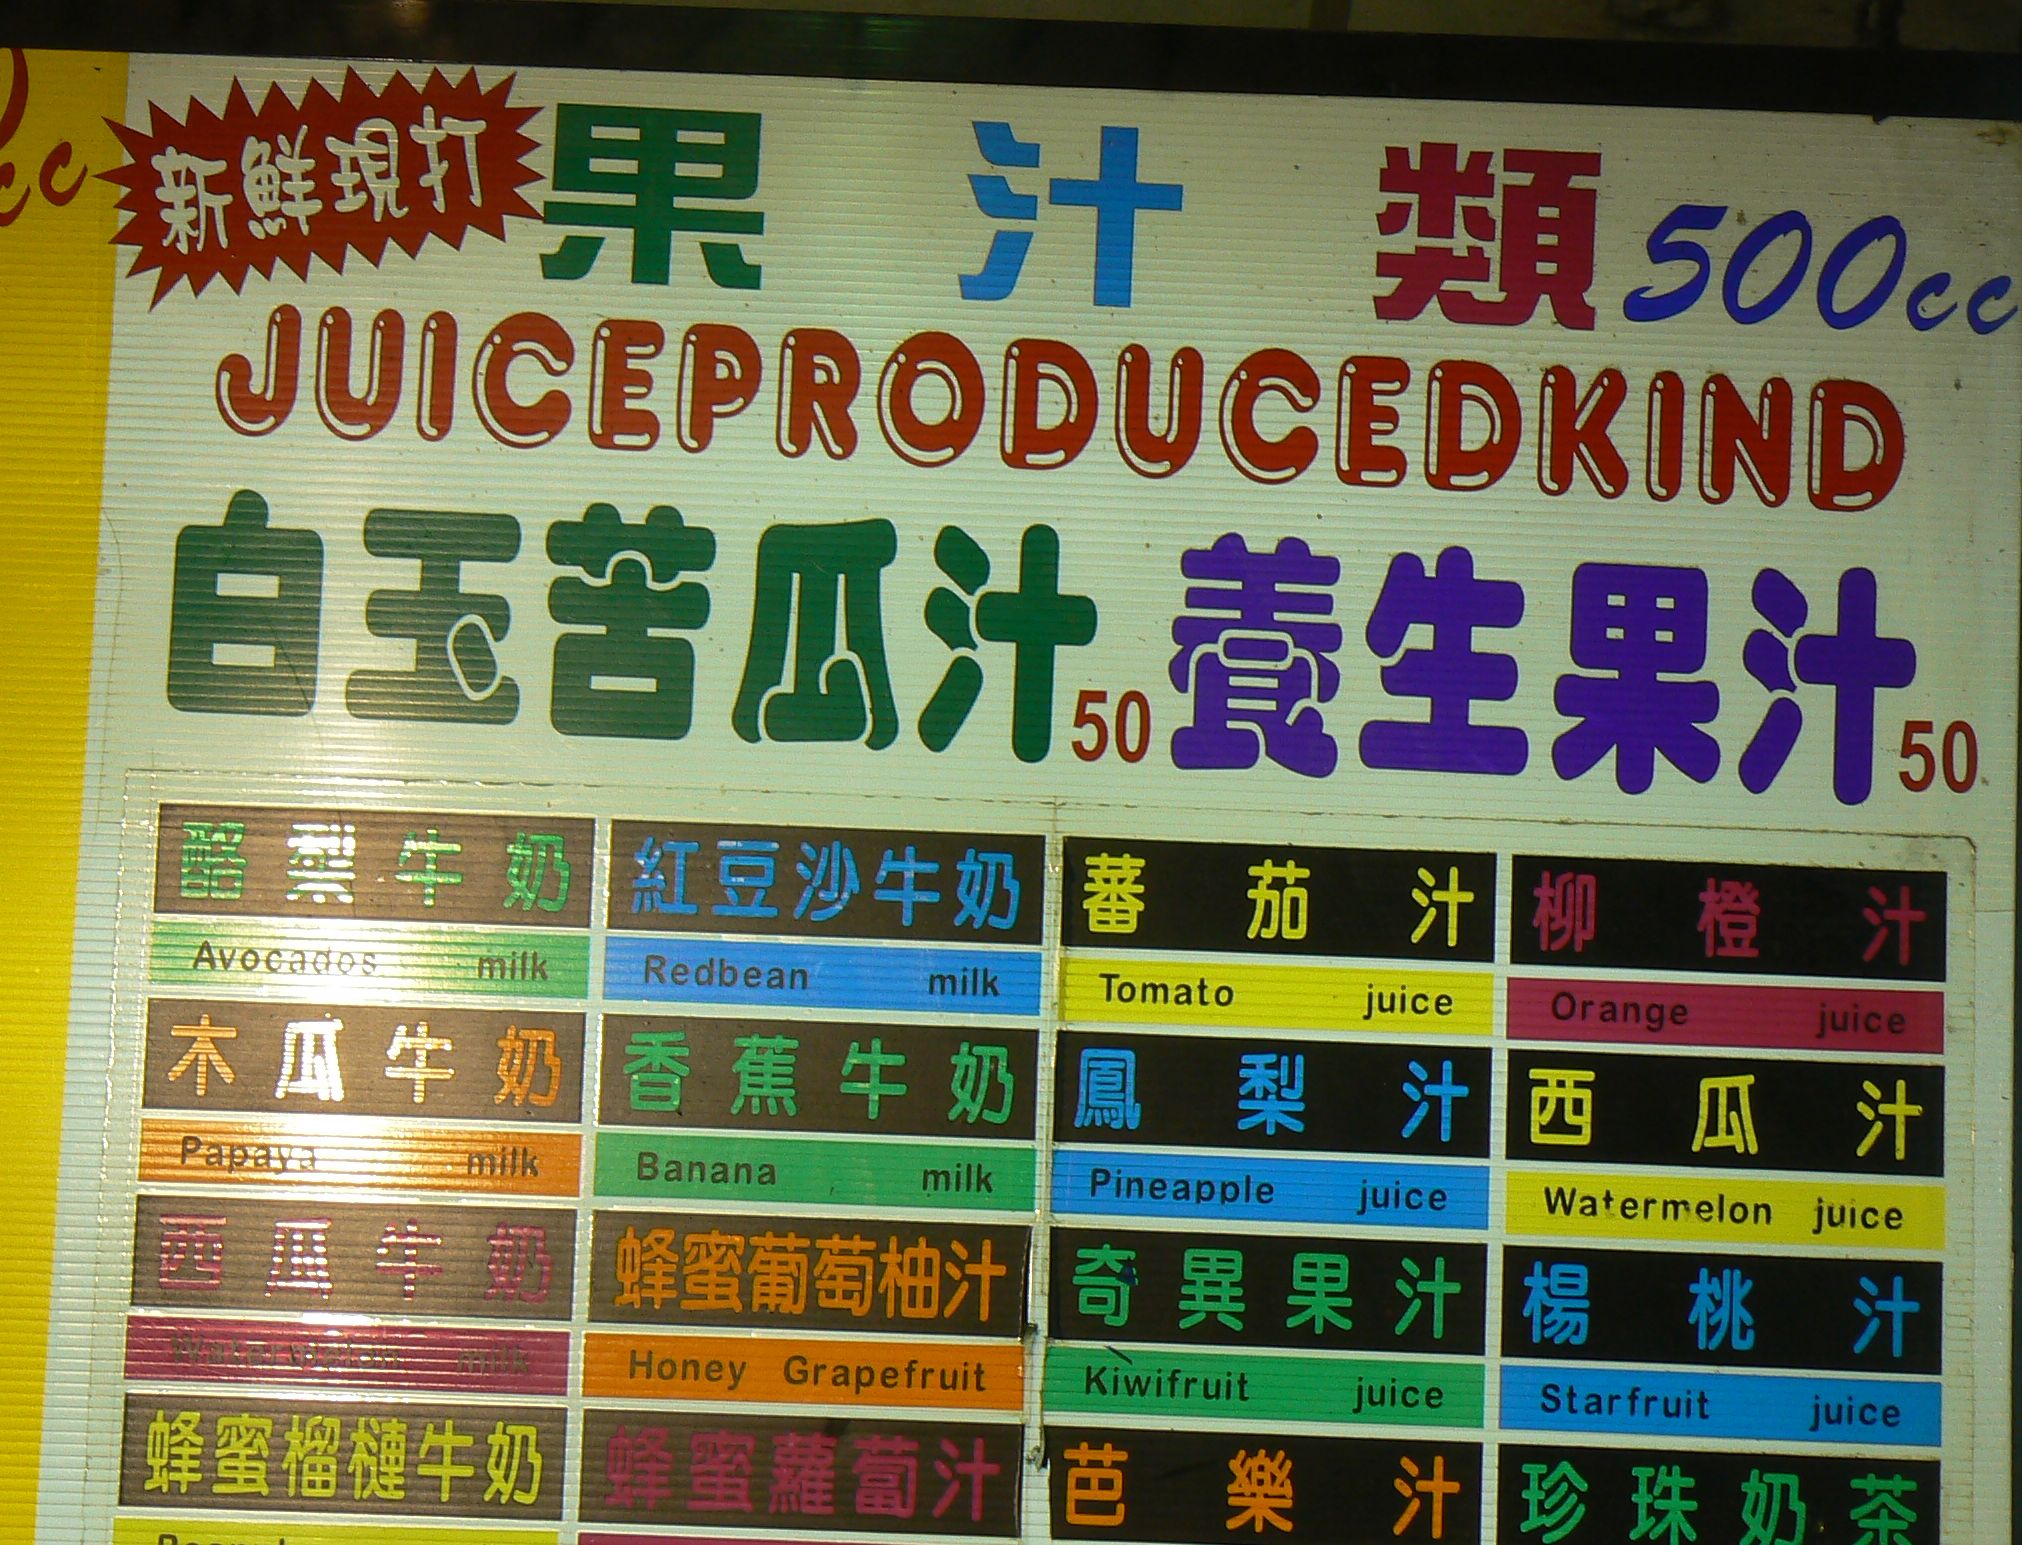 cc
新鮮現打
果汁類 500cc
JUICEPRODUCEDKIND
白玉苦瓜汁 50 養生果汁 50
酪梨牛奶 紅豆沙牛奶 蕃茄汁 柳橙汁
Avocados milk Redbean milk Tomato juice Orange juice
木瓜牛奶 香蕉牛奶 鳳梨汁 西瓜汁
Papaya milk Banana milk Pineapple juice Watermelon juice
西瓜牛奶 蜂蜜葡萄柚汁 奇異果汁 楊桃汁
Watermelon milk Honey Grapefruit Kiwifruit juice Starfruit juice
蜂蜜榴槤牛奶 蜂蜜蘿蔔汁 芭樂汁 珍珠奶茶